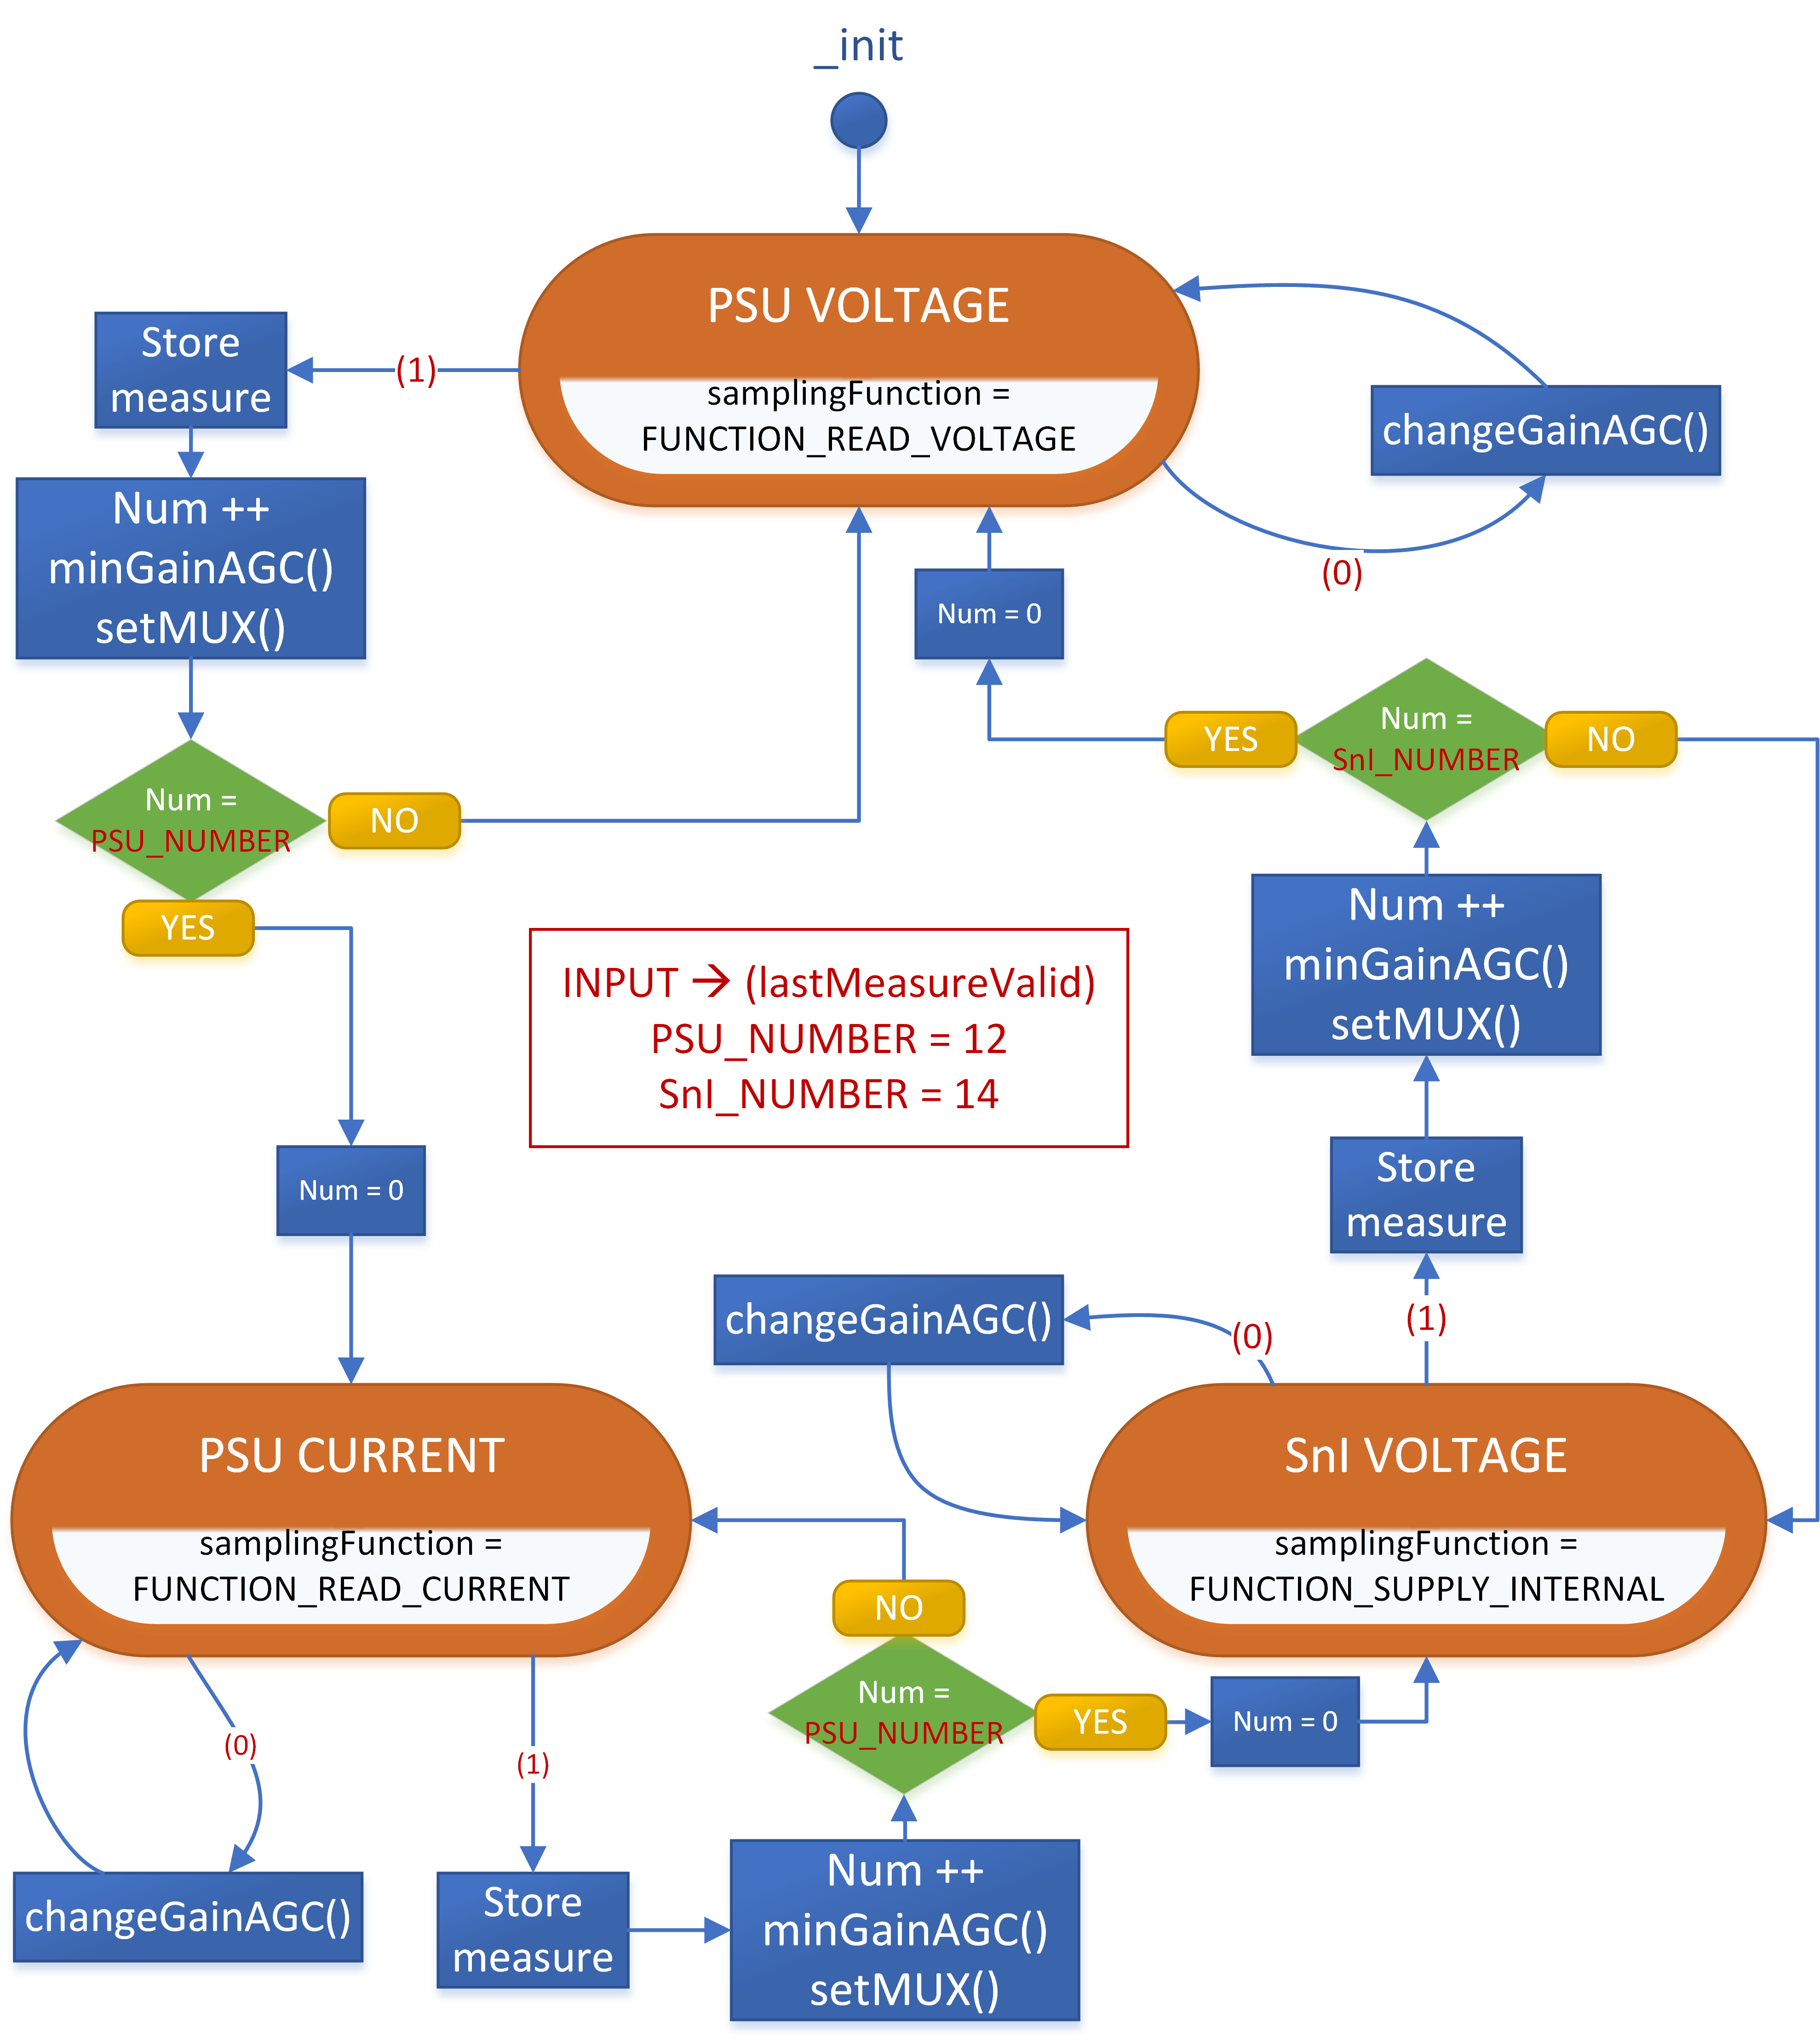 _init
PSU VOLTAGE
samplingFunction =
FUNCTION_READ_VOLTAGE
(1)
Store
measure
changeGainAGC()
(0)
Num ++
minGainAGC()
setMUX()
Num = 0
Num =
PSU_NUMBER
NO
YES
YES
Num =
SnI_NUMBER
NO
Num ++
minGainAGC()
setMUX()
INPUT → (lastMeasureValid)
PSU_NUMBER = 12
SnI_NUMBER = 14
Num = 0
Store
measure
changeGainAGC()
(0)
(1)
PSU CURRENT
samplingFunction =
FUNCTION_READ_CURRENT
SnI VOLTAGE
samplingFunction =
FUNCTION_SUPPLY_INTERNAL
NO
Num =
PSU_NUMBER
YES
Num = 0
(0)
(1)
changeGainAGC()
Store
measure
Num ++
minGainAGC()
setMUX()